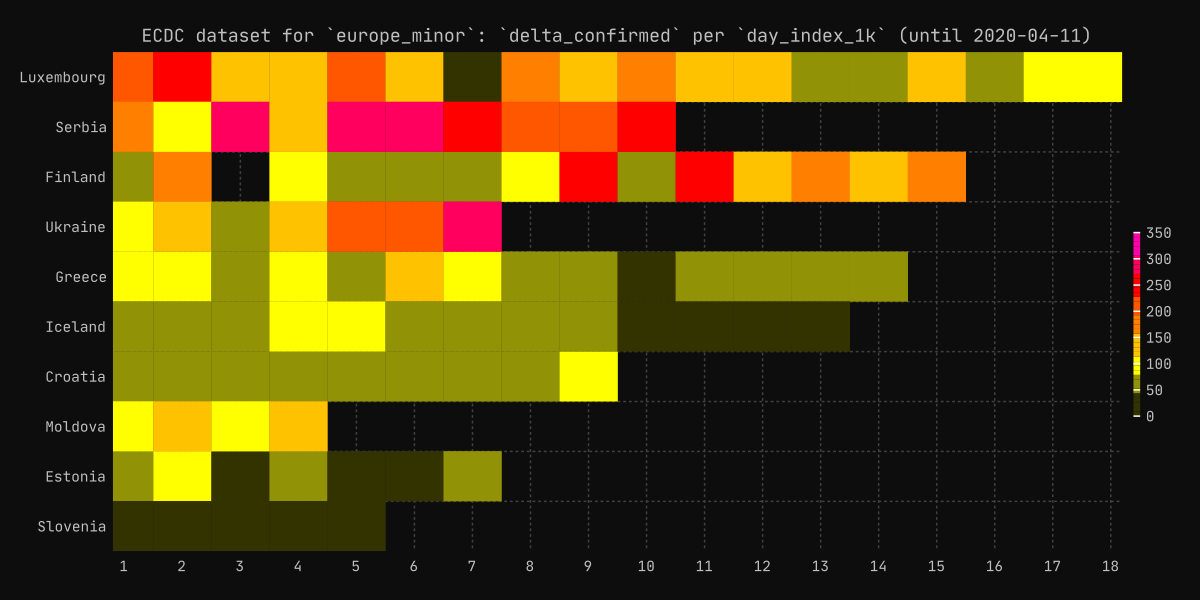 ECDC dataset for `europe_minor`: `delta_confirmed` per `day_index_1k` (until 2020-04-11)
Luxembourg
Serbia
Finland
Ukraine
Greece
Iceland
Croatia
Moldova
Estonia
Slovenia
350
300
250
200
150
100
50
0
1 2 3 4 5 6 7 8 9 10 11 12 13 14 15 16 17 18